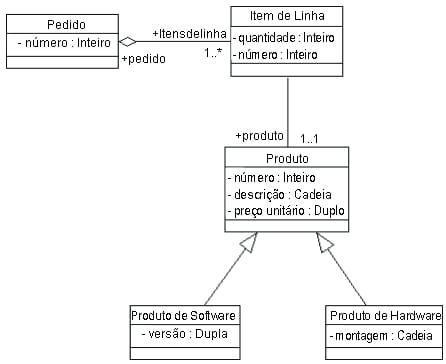 Pedido
- número : Inteiro
+Itensdelinha
1..*
+pedido
Item de Linha
- quantidade : Inteiro
- número : Inteiro
+produto
1..1
Produto
- número : Inteiro
- descrição : Cadeia
- preço unitário : Duplo
Produto de Software
- versão : Dupla
Produto de Hardware
-montagem : Cadeia